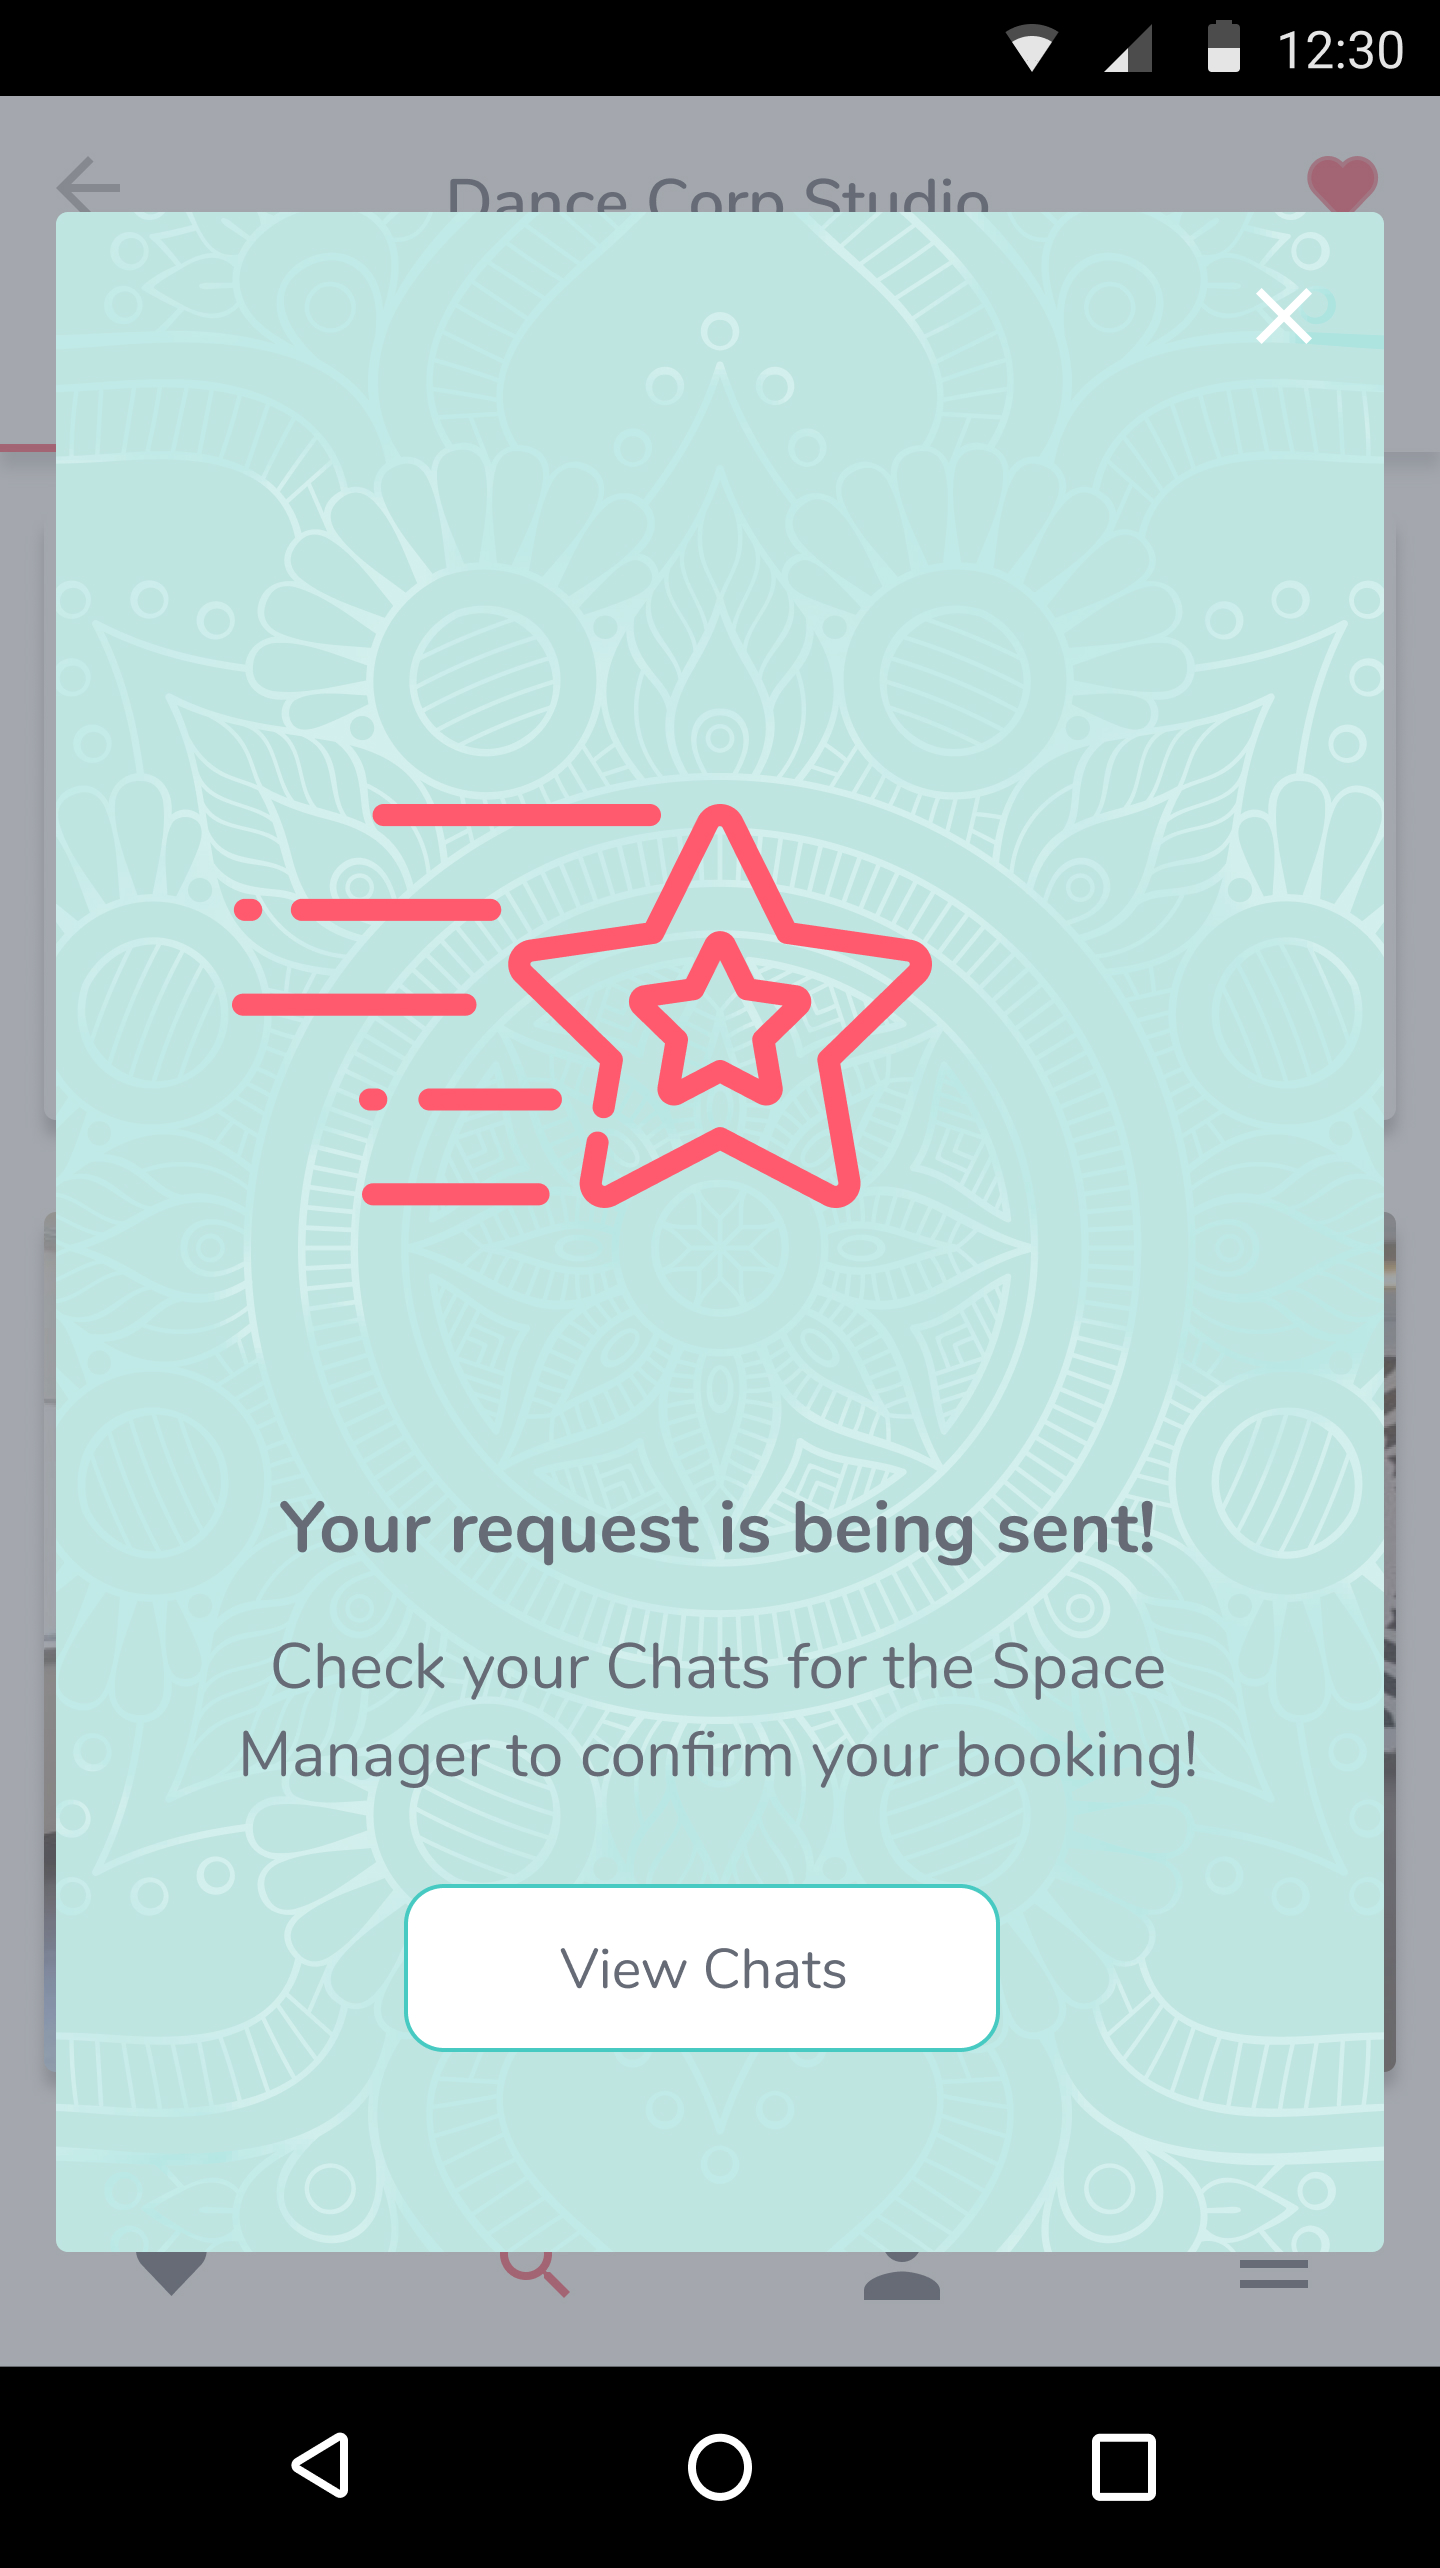 12:30
Dance Corp Studio
Your request is being sent!
Check your Chats for the Space
Manager to confirm your booking!
View Chats